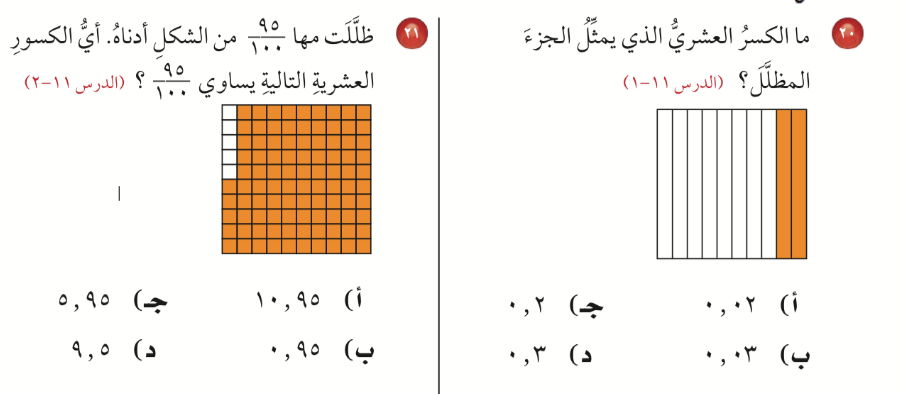 ٢٠ ما الكسرُ العشريُّ الذي يمثِّلُ الجزءَ
المظلَّلَ؟ (الدرس ١١-١)
أ) ٠,٠٢ جـ) ٠,٢
ب) ٠,٠٣ د) ٠,٣
٢١ ظلَّلَت مها ٩٥/١٠٠ من الشكلِ أدناهُ. أيُّ الكسورِ
العشريةِ التاليةِ يساوي ٩٥/١٠٠ ؟ (الدرس ١١-٢)
أ) ١٠,٩٥ جـ) ٥,٩٥
ب) ٠,٩٥ د) ٩,٥